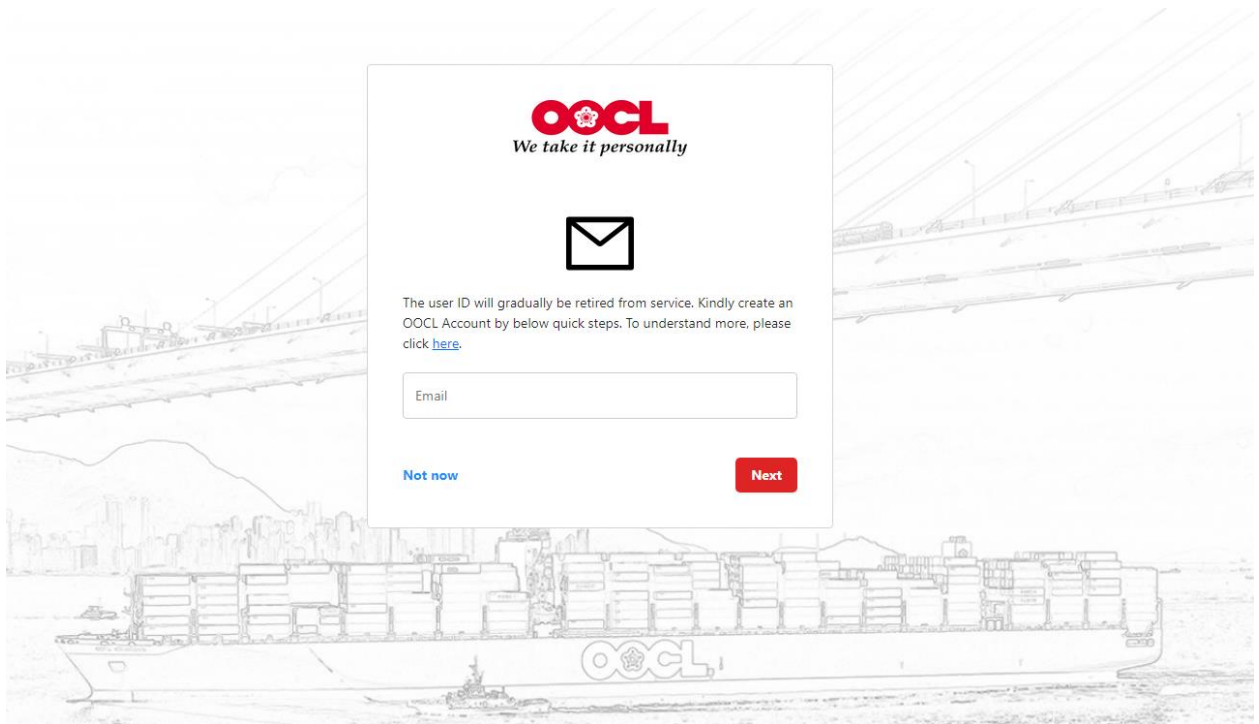 OOCL
We take it personally
The user ID will gradually be retired from service. Kindly create an
OOCL Account by below quick steps. To understand more, please
click here.
Email
Not now
Next
OOCL